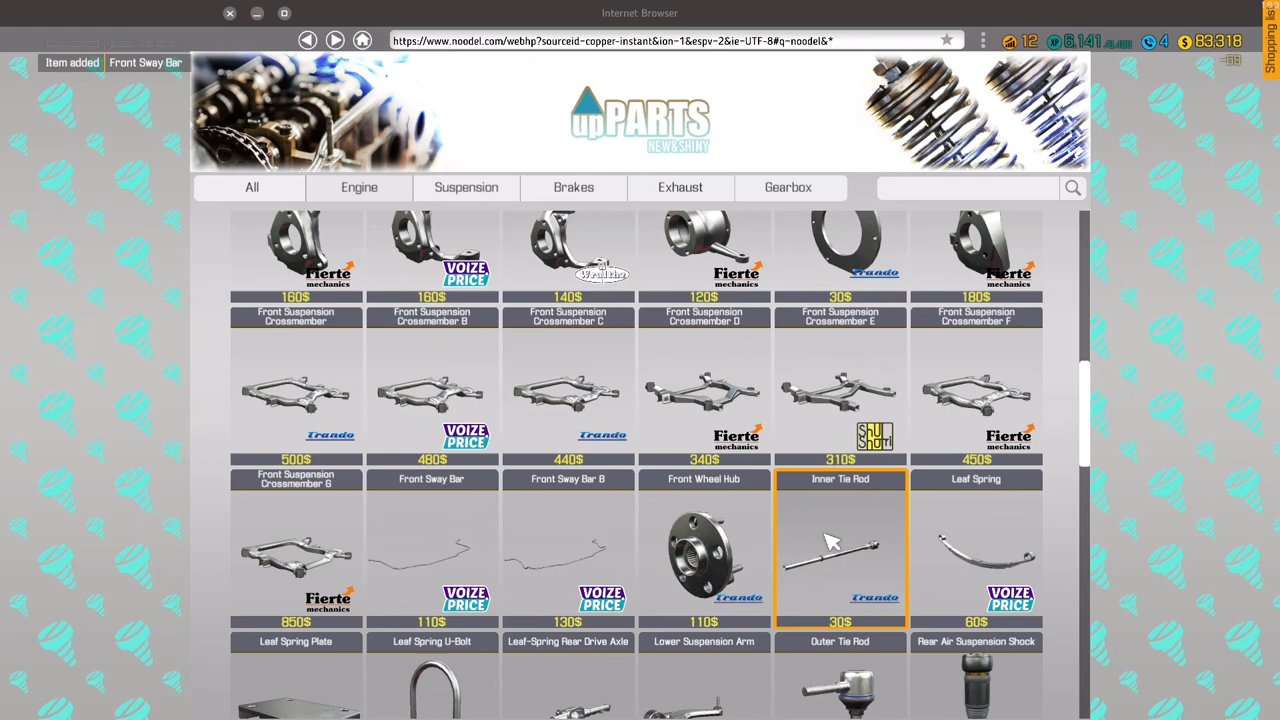 Internet Browser
https://www.noodel.com/webhp?sourceid-copper-instant&ion-1&espv-2&ie-UTF-8#q-noodel&*
12
6,141
4
83,318
Shopping list
Item added
Front Sway Bar
upPARTS
NEW&SHINY
All
Engine
Suspension
Brakes
Exhaust
Gearbox
Fierte mechanics
VOIZE PRICE
Fierte mechanics
Trando
Fierte mechanics
160$
160$
140$
120$
30$
180$
Front Suspension Crossmember
Front Suspension Crossmember B
Front Suspension Crossmember C
Front Suspension Crossmember D
Front Suspension Crossmember E
Front Suspension Crossmember F
Trando
VOIZE PRICE
Trando
Fierte mechanics
Fierte mechanics
500$
480$
440$
340$
310$
450$
Front Suspension Crossmember G
Front Sway Bar
Front Sway Bar B
Front Wheel Hub
Inner Tie Rod
Leaf Spring
Fierte mechanics
VOIZE PRICE
VOIZE PRICE
Trando
Trando
VOIZE PRICE
850$
110$
130$
110$
30$
60$
Leaf Spring Plate
Leaf Spring U-Bolt
Leaf-Spring Rear Drive Axle
Lower Suspension Arm
Outer Tie Rod
Rear Air Suspension Shock